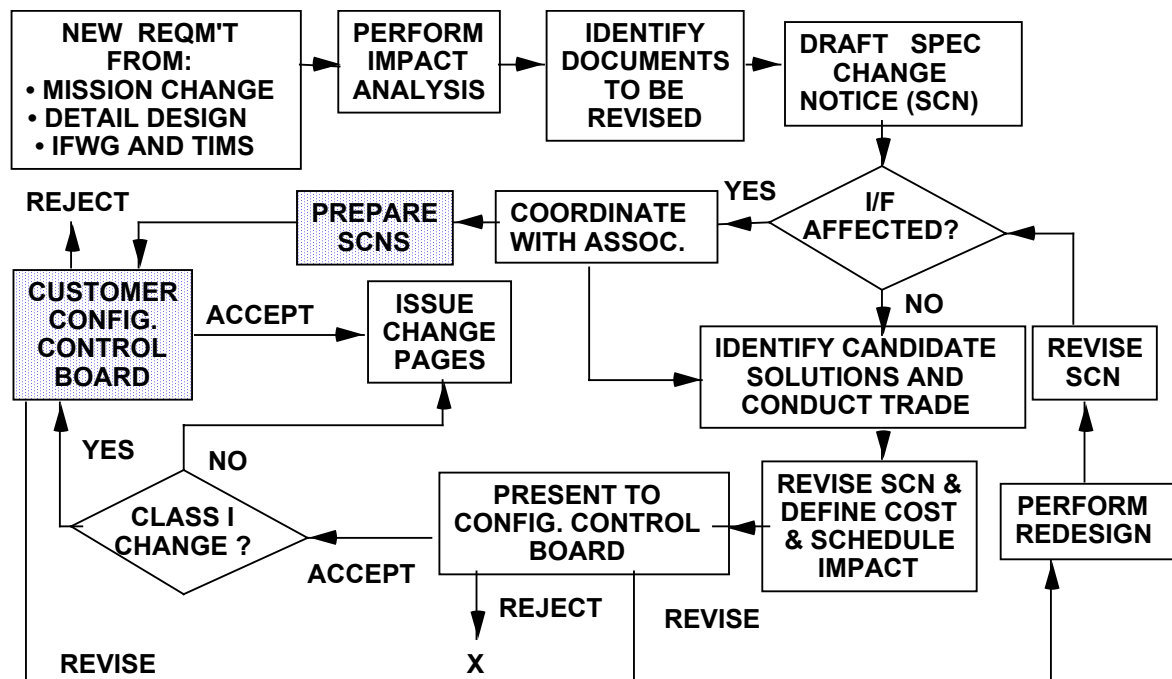 NEW REQM'T
FROM:
• MISSION CHANGE
• DETAIL DESIGN
• IFWG AND TIMS
PERFORM
IMPACT
ANALYSIS
IDENTIFY
DOCUMENTS
TO BE
REVISED
DRAFT SPEC
CHANGE
NOTICE (SCN)
I/F
AFFECTED?
YES
NO
COORDINATE
WITH ASSOC.
PREPARE
SCNS
REJECT
CUSTOMER
CONFIG.
CONTROL
BOARD
ACCEPT
ISSUE
CHANGE
PAGES
IDENTIFY CANDIDATE
SOLUTIONS AND
CONDUCT TRADE
REVISE
SCN
YES
NO
CLASS I
CHANGE ?
ACCEPT
PRESENT TO
CONFIG. CONTROL
BOARD
REVISE SCN &
DEFINE COST
& SCHEDULE
IMPACT
PERFORM
REDESIGN
REJECT
X
REVISE
REVISE